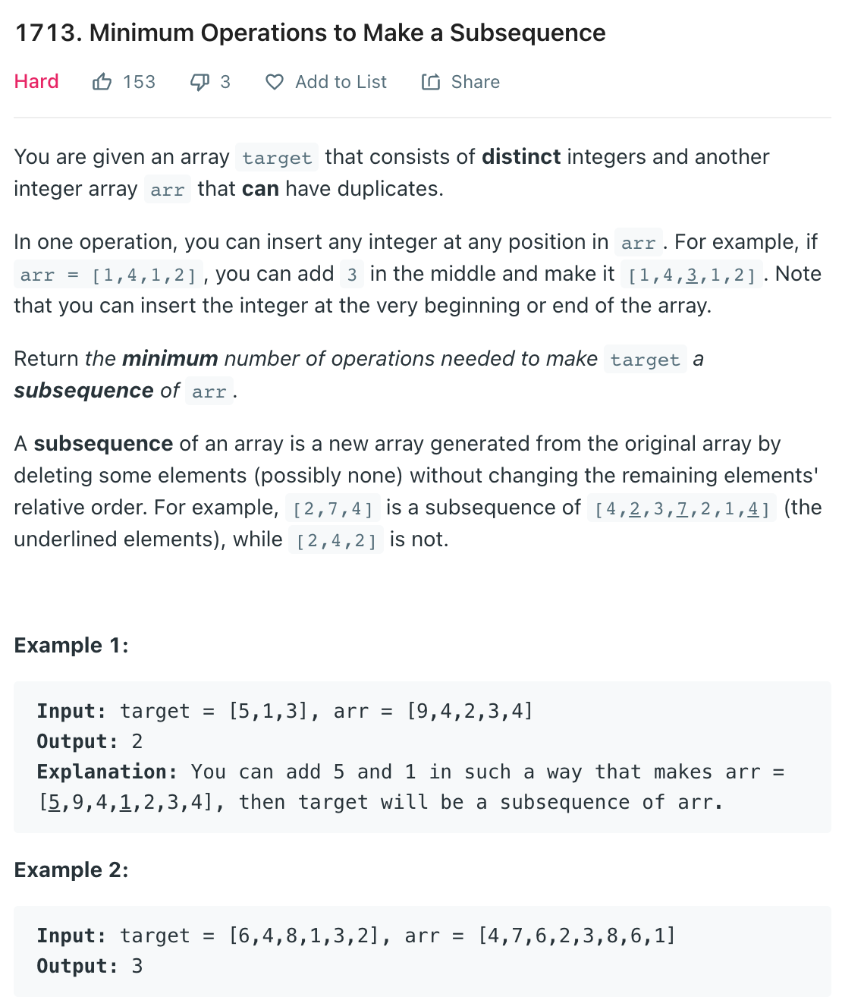 1713. Minimum Operations to Make a Subsequence
Hard 153 3 Add to List Share
You are given an array target that consists of distinct integers and another
integer array arr that can have duplicates.
In one operation, you can insert any integer at any position in arr . For example, if
arr = [1,4,1,2] , you can add 3 in the middle and make it [1,4,3,1,2] . Note
that you can insert the integer at the very beginning or end of the array.
Return the minimum number of operations needed to make target a
subsequence of arr .
A subsequence of an array is a new array generated from the original array by
deleting some elements (possibly none) without changing the remaining elements'
relative order. For example, [2,7,4] is a subsequence of [4,2,3,7,2,1,4] (the
underlined elements), while [2,4,2] is not.
Example 1:
Input: target = [5,1,3], arr = [9,4,2,3,4]
Output: 2
Explanation: You can add 5 and 1 in such a way that makes arr =
[5,9,4,1,2,3,4], then target will be a subsequence of arr.
Example 2:
Input: target = [6,4,8,1,3,2], arr = [4,7,6,2,3,8,6,1]
Output: 3